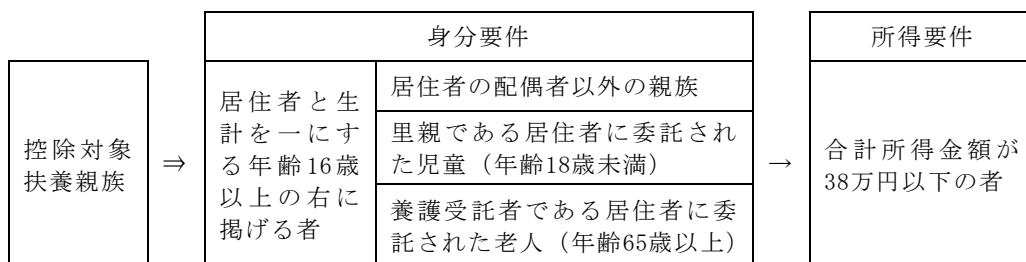 身分要件
所得要件
控除対象
扶養親族
⇒
居住者と生
計を一にす
る年齢16歳
以上の右に
掲げる者
居住者の配偶者以外の親族
里親である居住者に委託され
た児童（年齢18歳未満）
養護受託者である居住者に委
託された老人（年齢65歳以上）
→
合計所得金額が
38万円以下の者